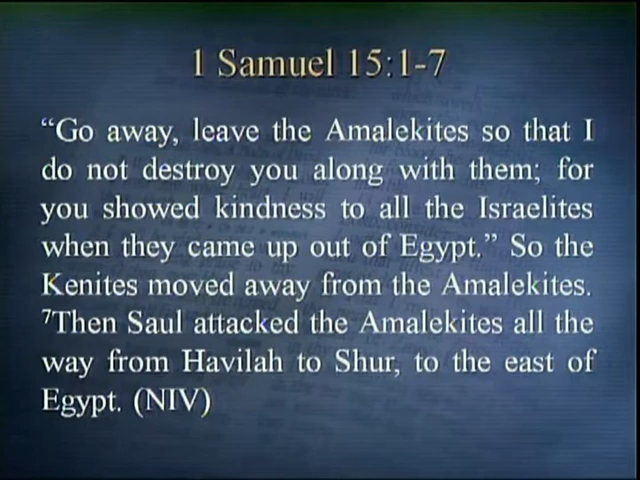 1 Samuel 15:1-7
“Go away, leave the Amalekites so that I
do not destroy you along with them; for
you showed kindness to all the Israelites
when they came up out of Egypt.” So the
Kenites moved away from the Amalekites.
⁷Then Saul attacked the Amalekites all the
way from Havilah to Shur, to the east of
Egypt. (NIV)